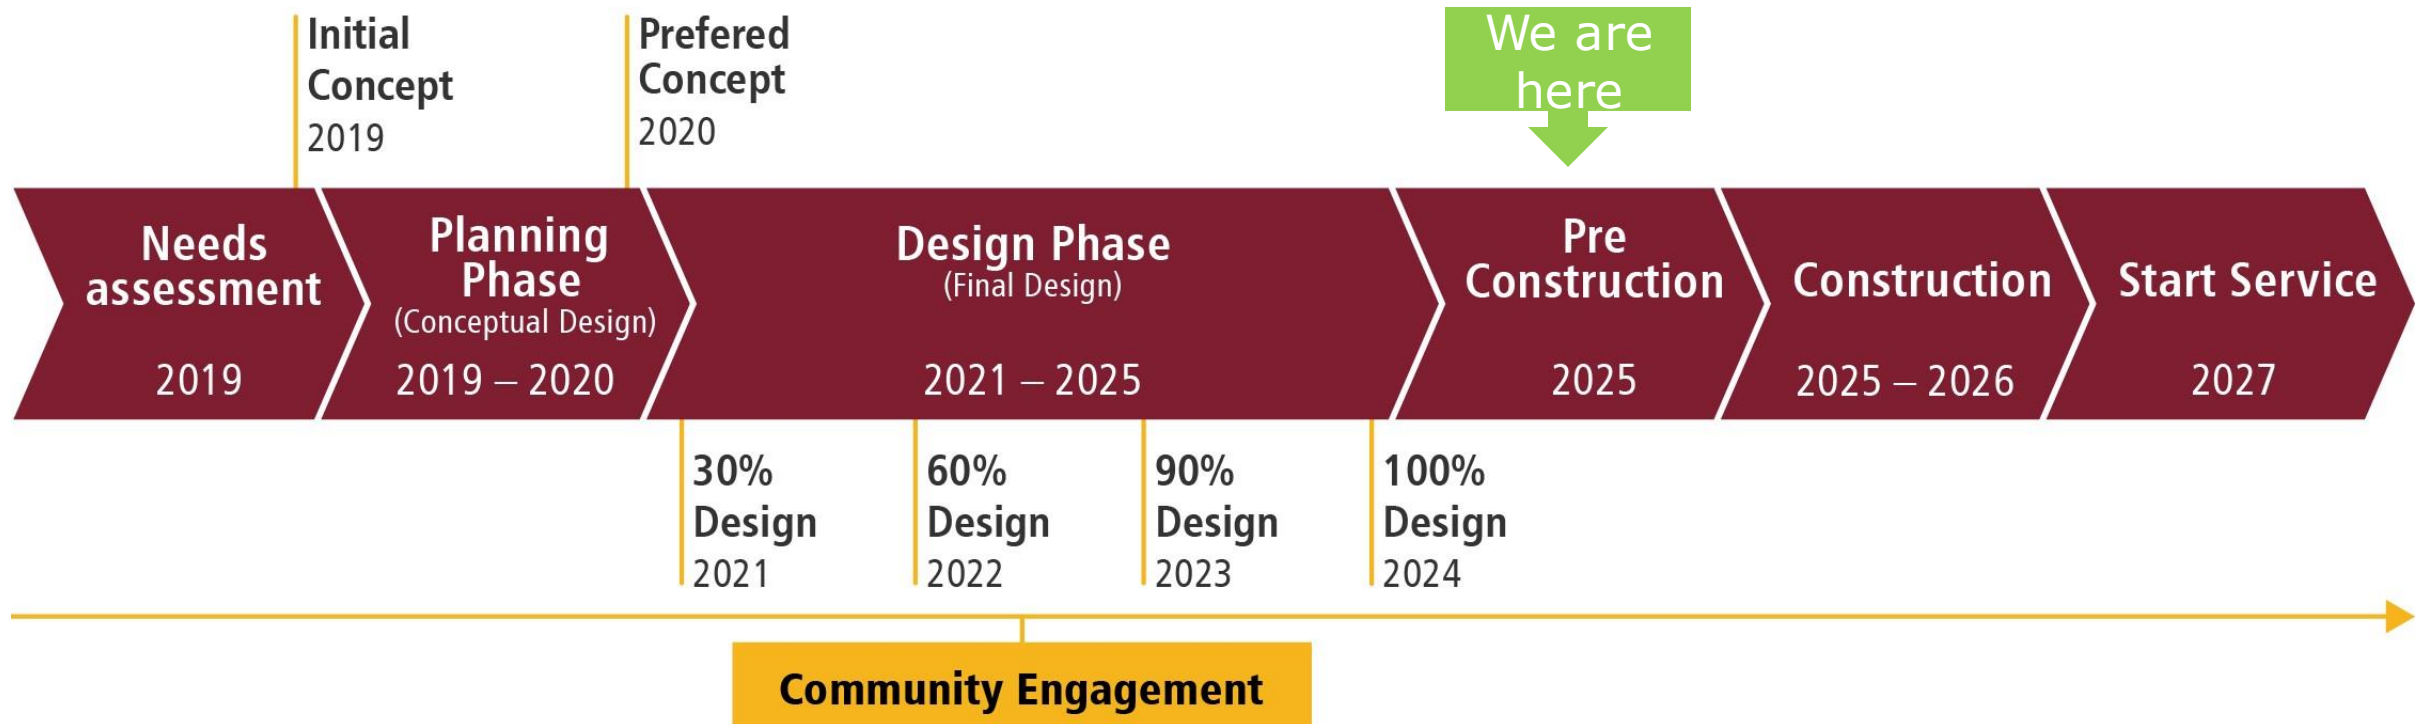 Initial
Concept
2019
Prefered
Concept
2020
We are
here
Needs
assessment
2019
Planning
Phase
(Conceptual Design)
2019 – 2020
Design Phase
(Final Design)
2021 – 2025
Pre
Construction
2025
Construction
2025 – 2026
Start Service
2027
30%
Design
2021
60%
Design
2022
90%
Design
2023
100%
Design
2024
Community Engagement